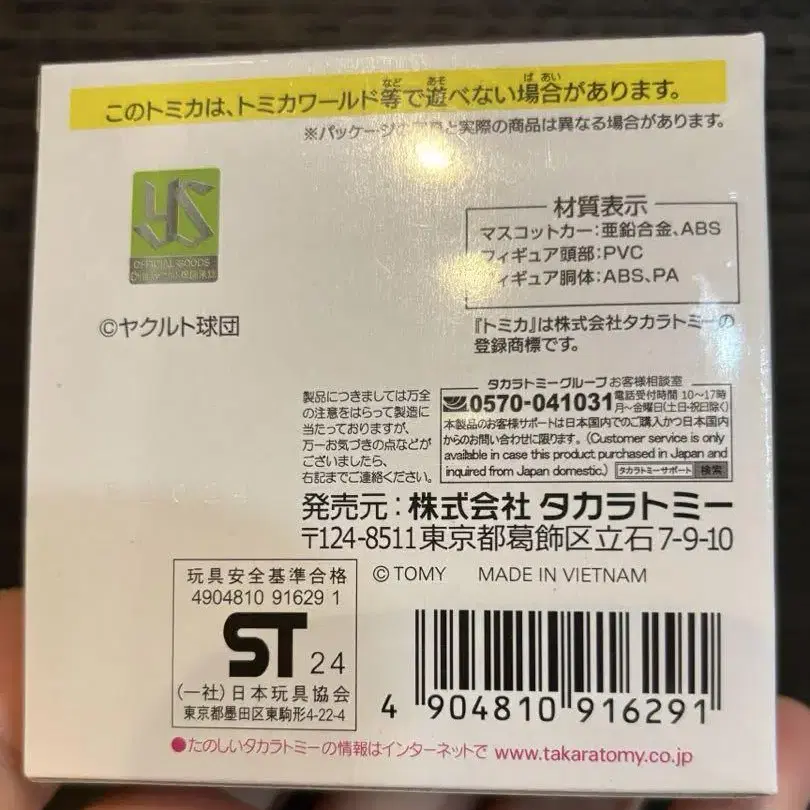 このトミカは、トミカワールド等で遊べない場合があります。
※パッケージの写真と実際の商品は異なる場合があります。
YS
OFFICIAL GOODS
材質表示
マスコットカー:亜鉛合金、ABS
フィギュア頭部:PVC
フィギュア胴体:ABS、PA
©ヤクルト球団
『トミカ』は株式会社タカラトミーの
登録商標です。
製品につきましては万全
の注意をはらって製造に
当たっておりますが、
万一お気づきの点などが
ございましたら、
右記までご連絡ください。
タカラトミーグループお客様相談室
0570-041031
電話受付時間 10〜17時
月〜金曜日(土日・祝日除く)
本製品のお客様サポートは日本国内でのご購入かつ日本国内
からのお問い合わせに限ります。(Customer service is only
available in case this product purchased in Japan and
inquired from Japan domestic.)
タカラトミーサポート 検索
発売元:株式会社 タカラトミー
〒124-8511東京都葛飾区立石7-9-10
©TOMY MADE IN VIETNAM
玩具安全基準合格
4904810 91629 1
ST 24
(一社)日本玩具協会
東京都墨田区東駒形4-22-4
4 904810 916291
●たのしいタカラトミーの情報はインターネットで www.takaratomy.co.jp